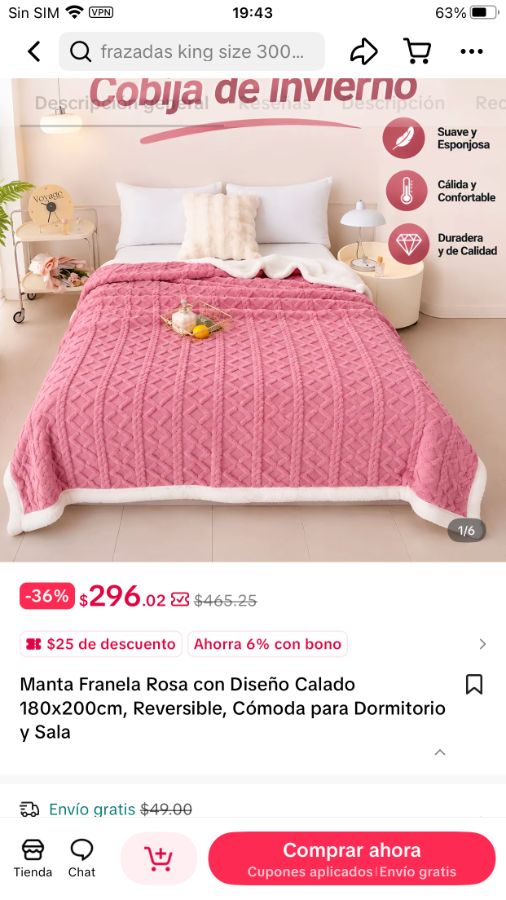 Sin SIM VPN 19:43 63%
frazadas king size 300...
Cobija de Invierno
Descripción general Reseñas Descripción Rec
Suave y
Esponjosa
Cálida y
Confortable
Duradera
y de Calidad
Voyage
1/6
-36% $296.02 $465.25
$25 de descuento Ahorra 6% con bono
Manta Franela Rosa con Diseño Calado
180x200cm, Reversible, Cómoda para Dormitorio
y Sala
Envío gratis $49.00
Tienda Chat
Comprar ahora
Cupones aplicados | Envío gratis